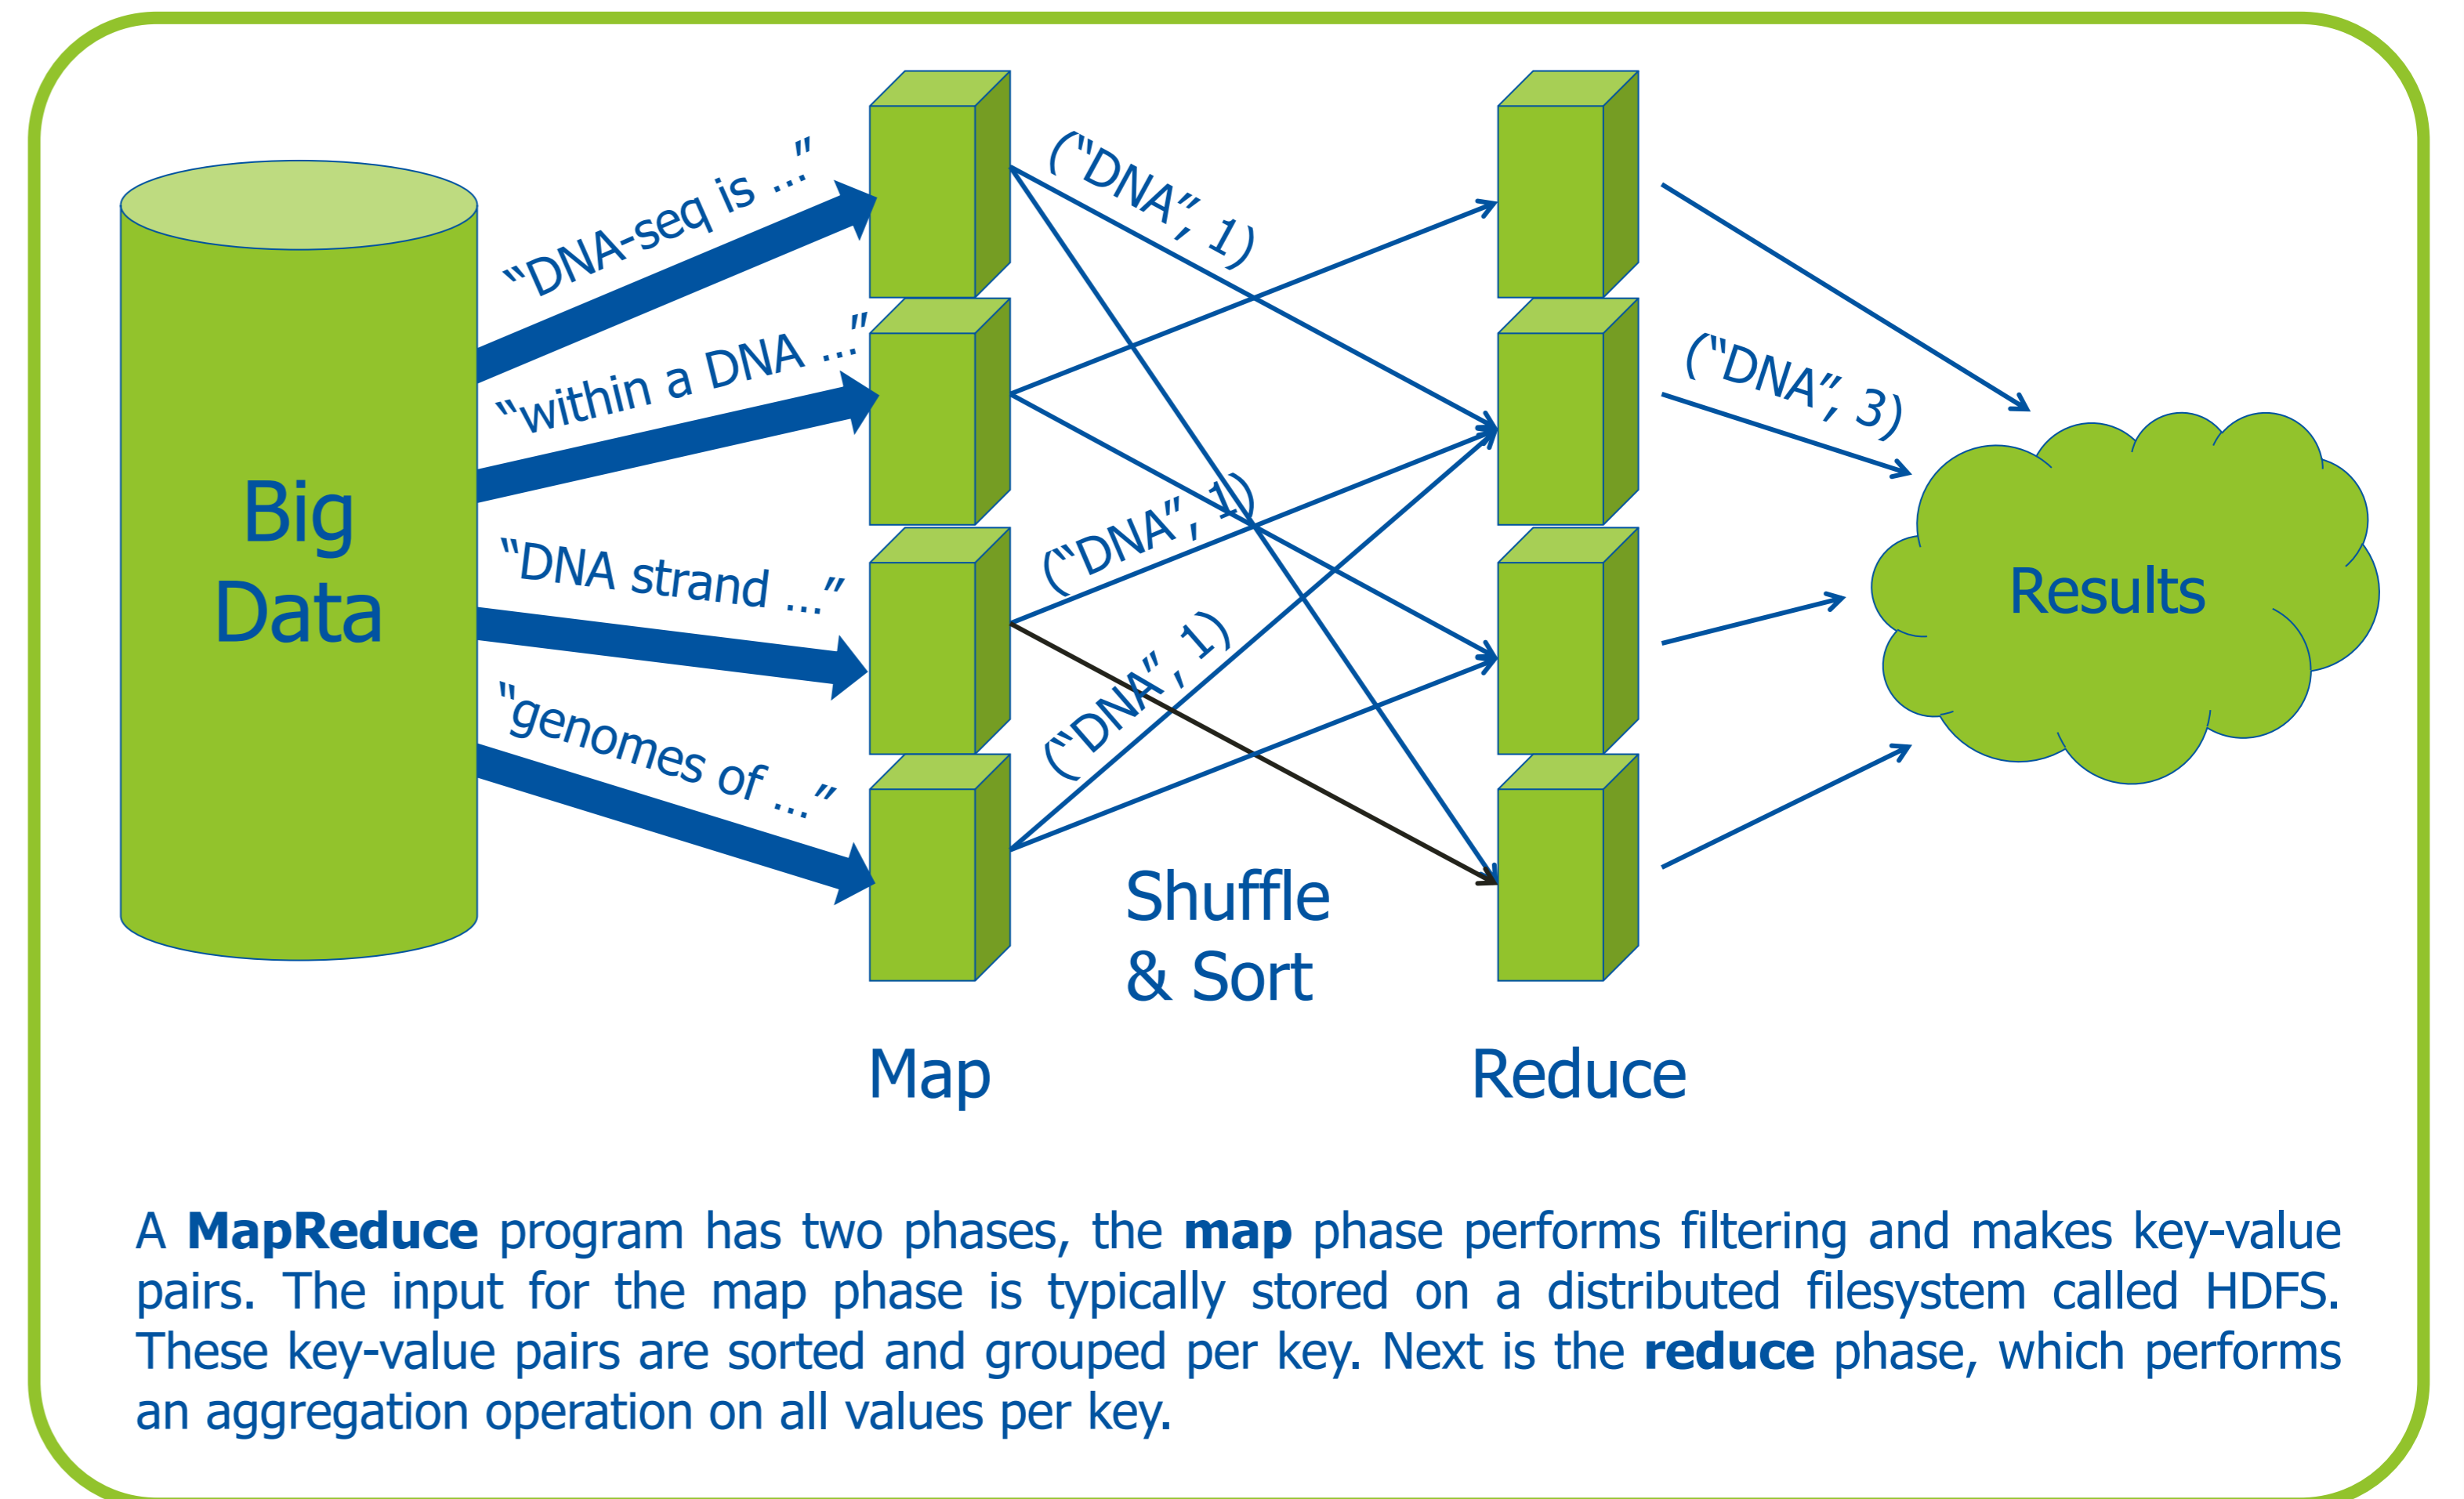 Big
Data
“DNA-seq is ...”
“within a DNA ...”
“DNA strand ...”
“genomes of ...”
("DNA", 1)
("DNA", 1)
("DNA", 1)
Shuffle
& Sort
Map
Reduce
("DNA", 3)
Results
A MapReduce program has two phases, the map phase performs filtering and makes key-value
pairs. The input for the map phase is typically stored on a distributed filesystem called HDFS.
These key-value pairs are sorted and grouped per key. Next is the reduce phase, which performs
an aggregation operation on all values per key.